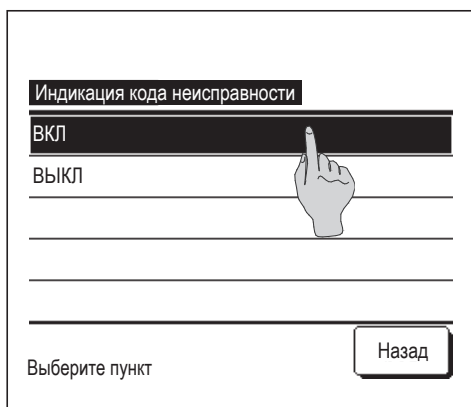 Индикация кода неисправности
ВКЛ
ВЫКЛ
Назад
Выберите пункт